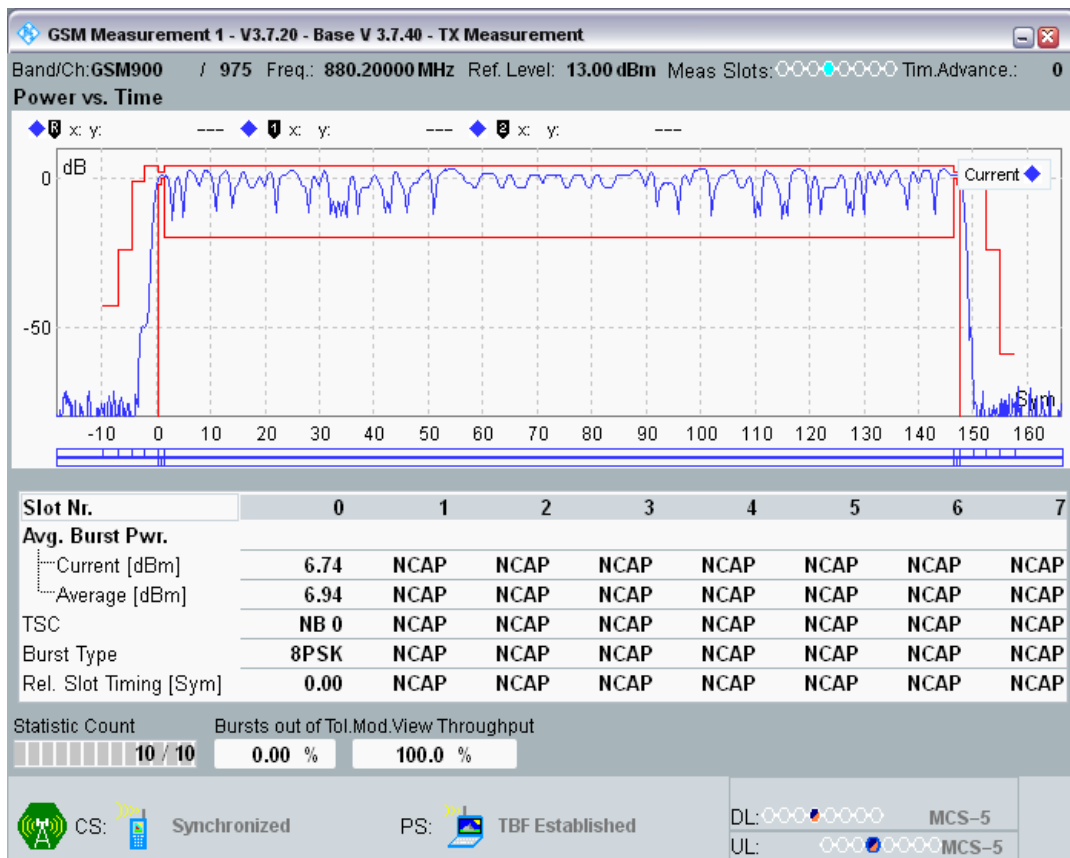 GSM Measurement 1 - V3.7.20 - Base V 3.7.40 - TX Measurement
Band/Ch:GSM900 / 975 Freq.: 880.20000 MHz Ref. Level: 13.00 dBm Meas Slots: Tim.Advance.: 0
Power vs. Time
R x: y: --- 1 x: y: --- 2 x: y: ---
dB
0
Current
-50
Sym
-10 0 10 20 30 40 50 60 70 80 90 100 110 120 130 140 150 160
Slot Nr. 0 1 2 3 4 5 6 7
Avg. Burst Pwr.
Current [dBm] 6.74 NCAP NCAP NCAP NCAP NCAP NCAP NCAP
Average [dBm] 6.94 NCAP NCAP NCAP NCAP NCAP NCAP NCAP
TSC NB 0 NCAP NCAP NCAP NCAP NCAP NCAP NCAP
Burst Type 8PSK NCAP NCAP NCAP NCAP NCAP NCAP NCAP
Rel. Slot Timing [Sym] 0.00 NCAP NCAP NCAP NCAP NCAP NCAP NCAP
Statistic Count Bursts out of Tol. Mod.View Throughput
10 / 10 0.00 % 100.0 %
CS: Synchronized PS: TBF Established
DL: MCS-5
UL: MCS-5